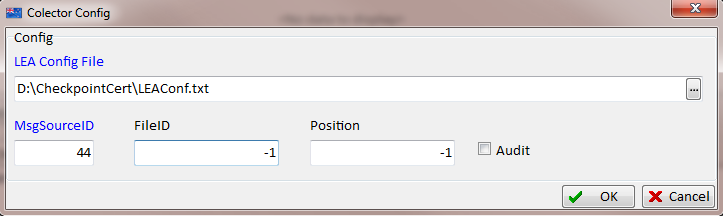 Colector Config
Config
LEA Config File
D:\CheckpointCert\LEAConf.txt
...
MsgSourceID FileID Position
44 -1 -1 Audit
OK Cancel